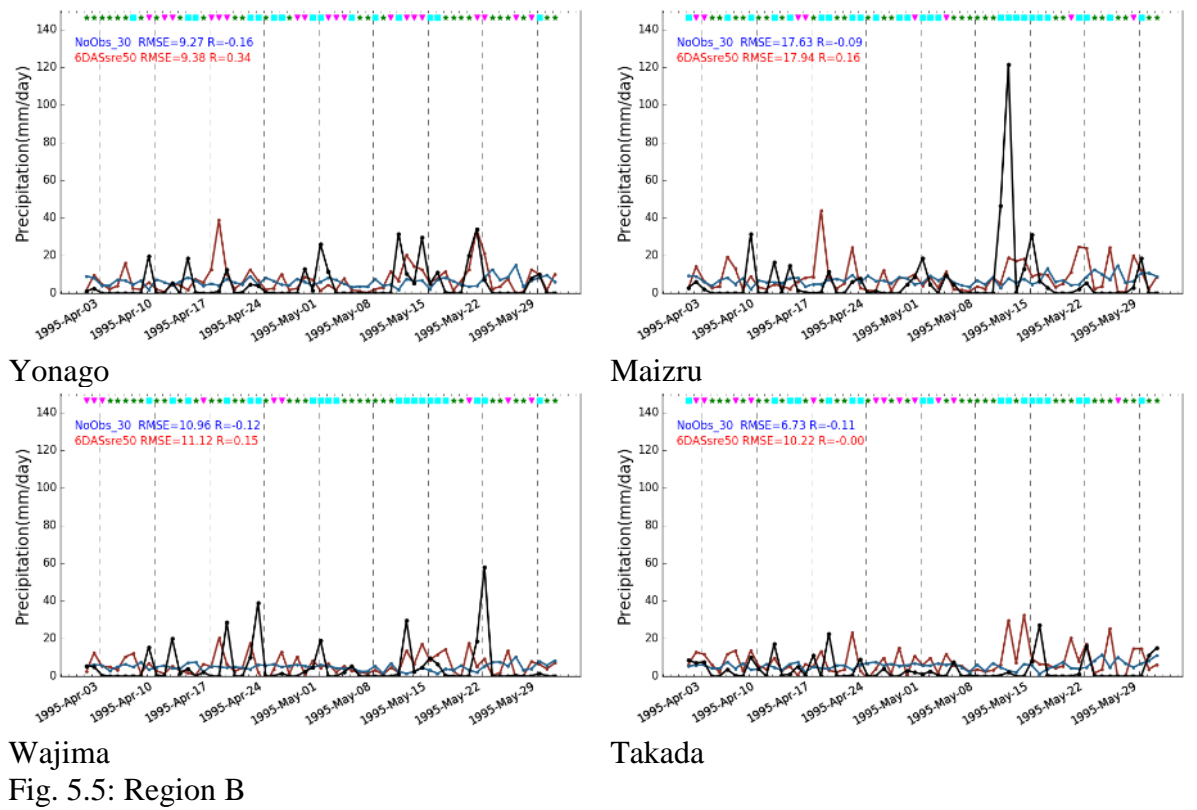 140
120
100
80
60
40
20
0
Precipitation(mm/day)
NoObs_30 RMSE=9.27 R=-0.16
6DASsre50 RMSE=9.38 R=0.34
1995-Apr-03
1995-Apr-10
1995-Apr-17
1995-Apr-24
1995-May-01
1995-May-08
1995-May-15
1995-May-22
1995-May-29
Yonago
140
120
100
80
60
40
20
0
Precipitation(mm/day)
NoObs_30 RMSE=17.63 R=-0.09
6DASsre50 RMSE=17.94 R=0.16
1995-Apr-03
1995-Apr-10
1995-Apr-17
1995-Apr-24
1995-May-01
1995-May-08
1995-May-15
1995-May-22
1995-May-29
Maizru
140
120
100
80
60
40
20
0
Precipitation(mm/day)
NoObs_30 RMSE=10.96 R=-0.12
6DASsre50 RMSE=11.12 R=0.15
1995-Apr-03
1995-Apr-10
1995-Apr-17
1995-Apr-24
1995-May-01
1995-May-08
1995-May-15
1995-May-22
1995-May-29
Wajima
140
120
100
80
60
40
20
0
Precipitation(mm/day)
NoObs_30 RMSE=6.73 R=-0.11
6DASsre50 RMSE=10.22 R=-0.00
1995-Apr-03
1995-Apr-10
1995-Apr-17
1995-Apr-24
1995-May-01
1995-May-08
1995-May-15
1995-May-22
1995-May-29
Takada
Fig. 5.5: Region B